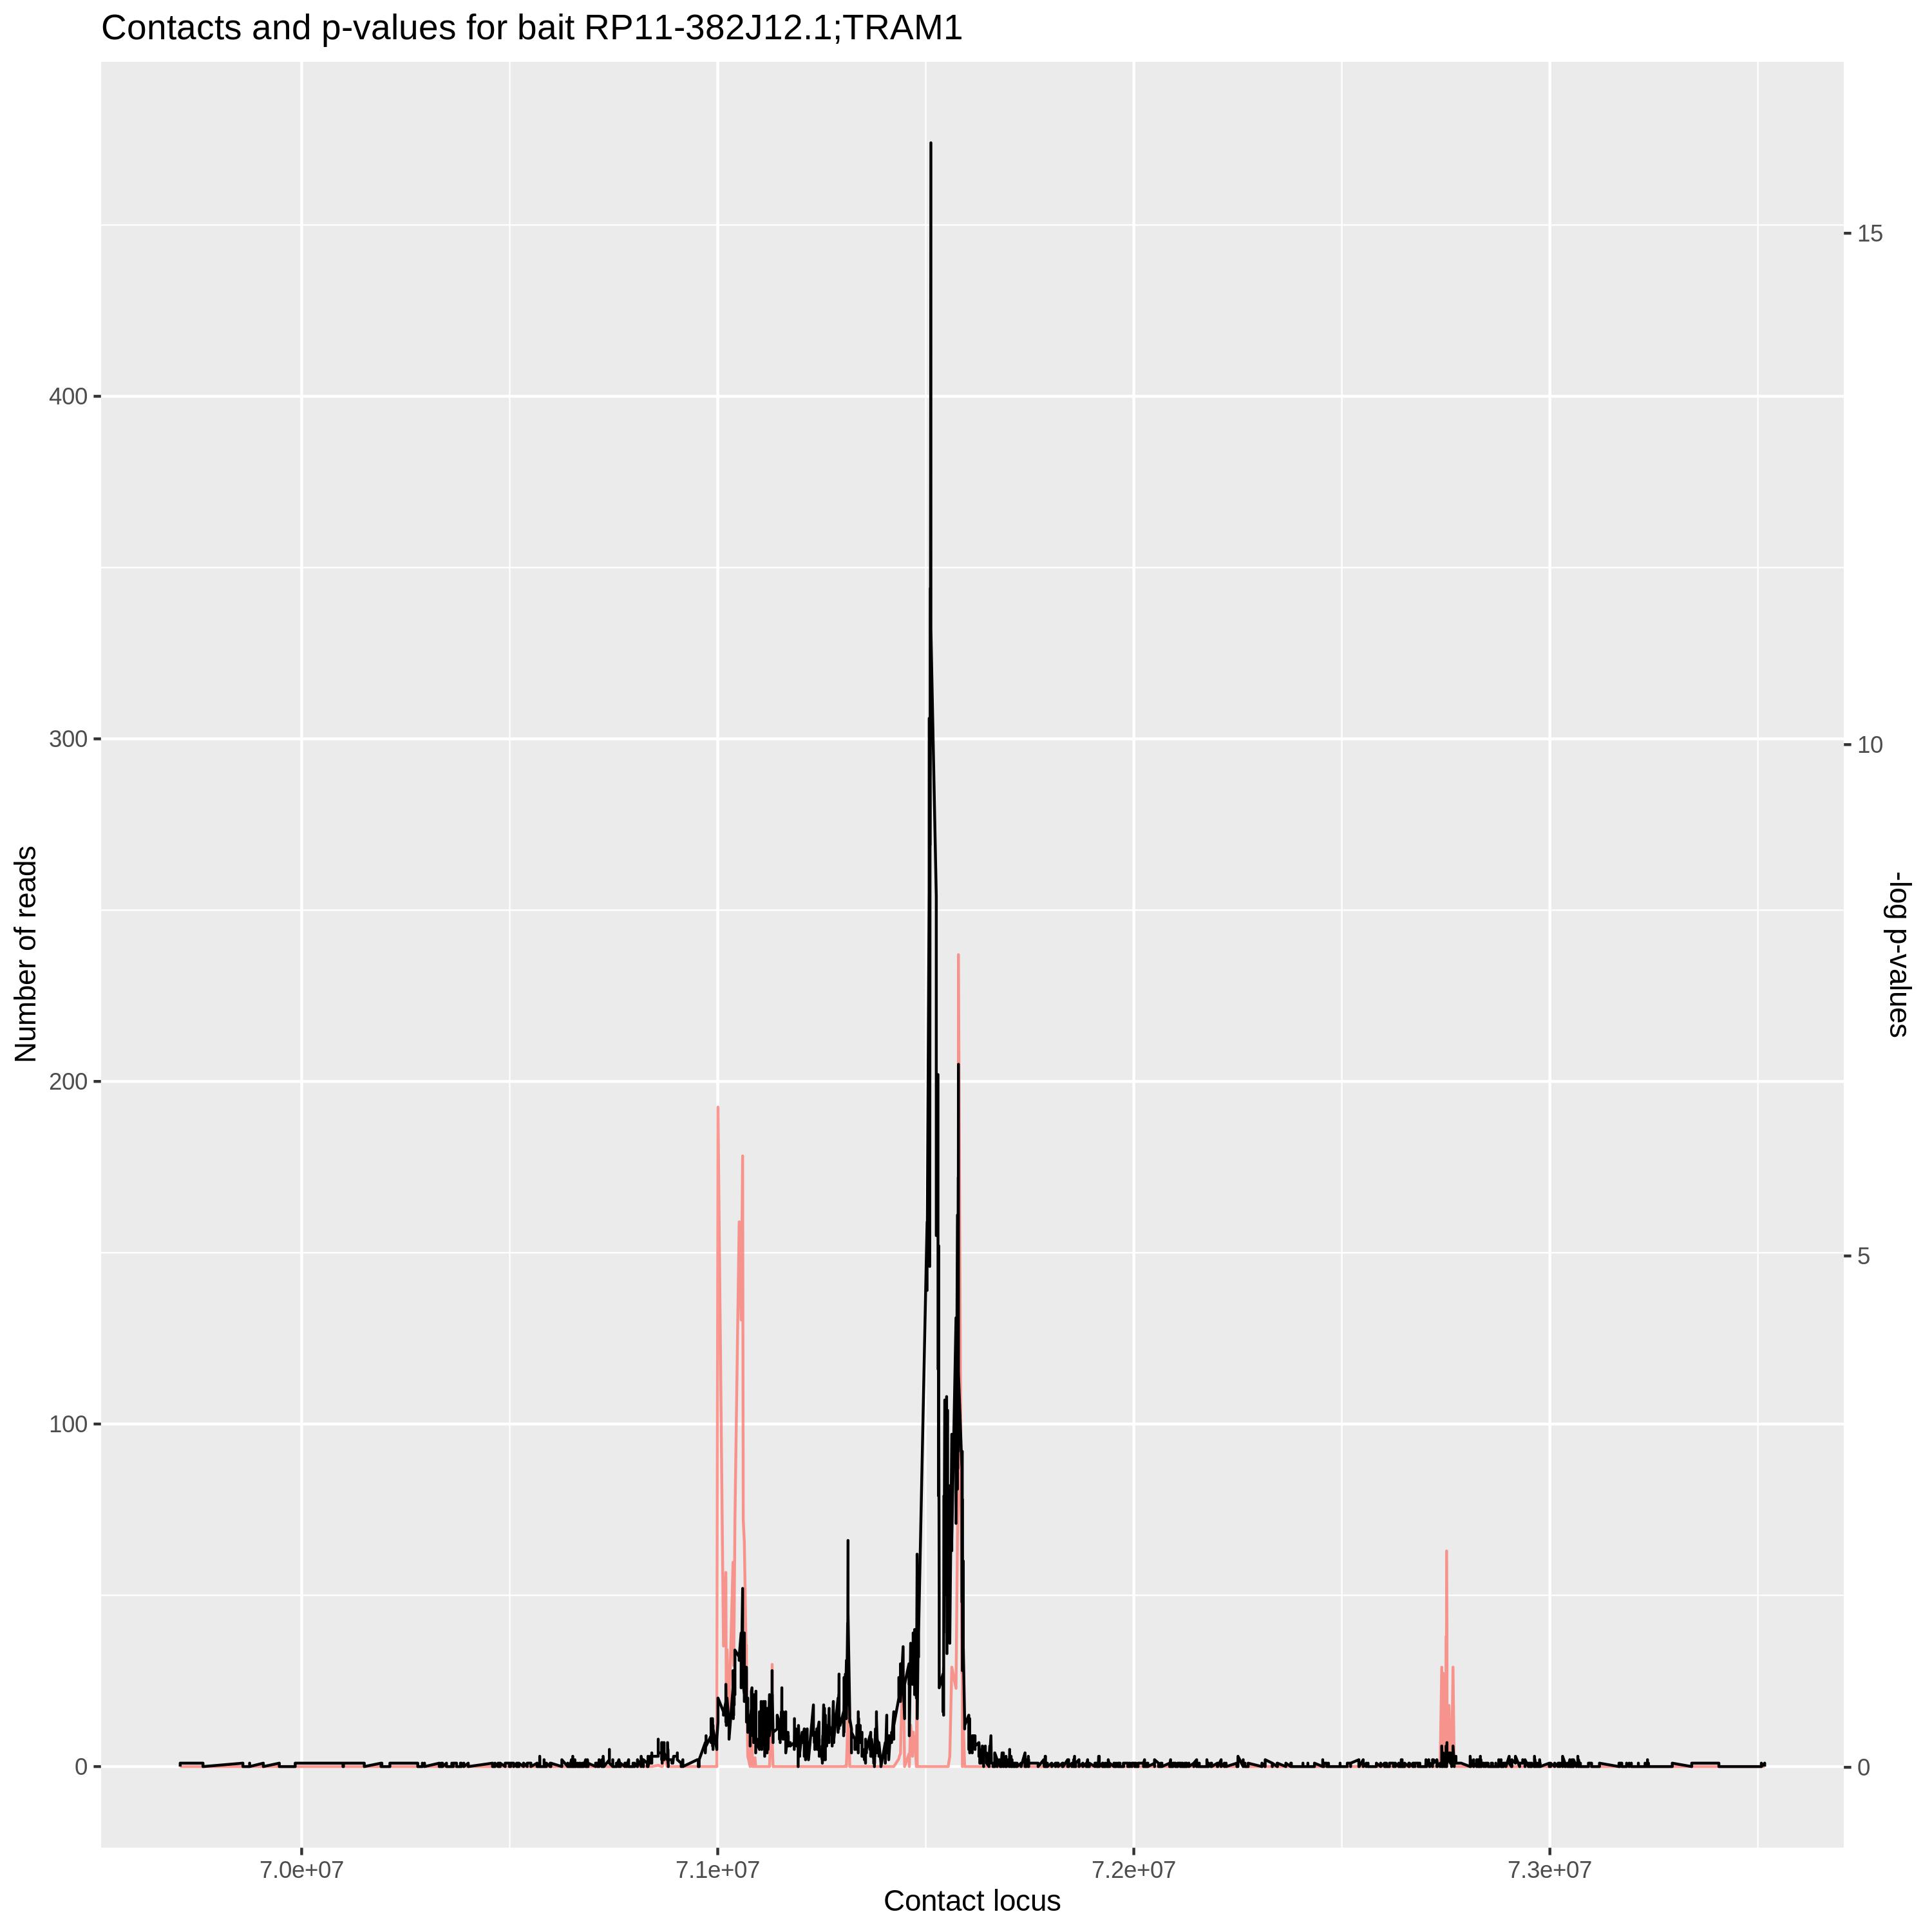 Contacts and p-values for bait RP11-382J12.1;TRAM1
Number of reads
400
300
200
100
0
15
10
5
0
-log p-values
7.0e+07
7.1e+07
7.2e+07
7.3e+07
Contact locus